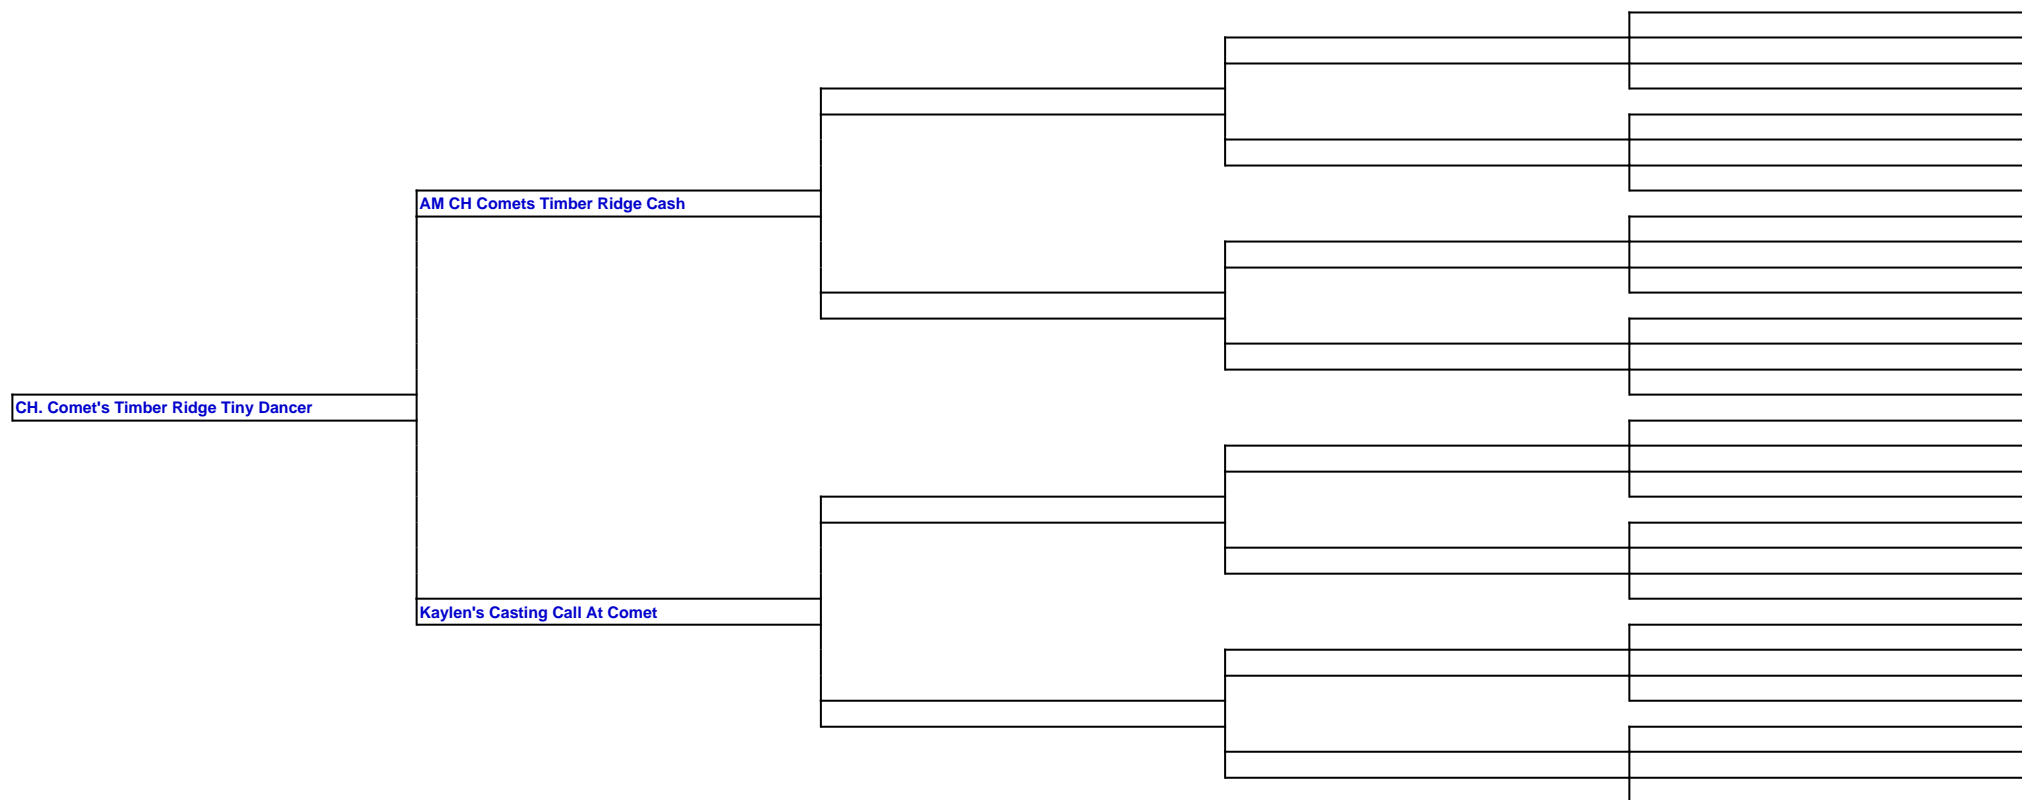 AM CH Comets Timber Ridge Cash
CH. Comet's Timber Ridge Tiny Dancer
Kaylen's Casting Call At Comet